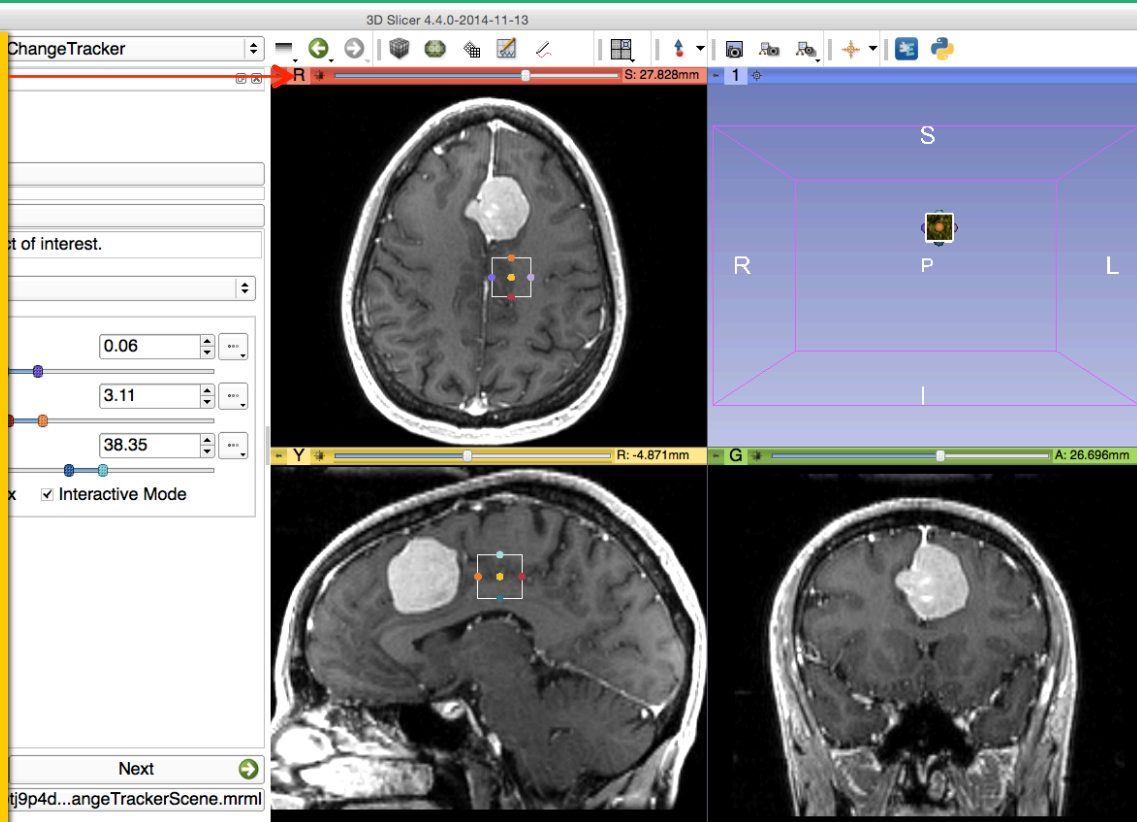 3D Slicer 4.4.0-2014-11-13
ChangeTracker
R
S: 27.828mm
1
S
R
P
L
I
ct of interest.
0.06
3.11
38.35
x
Interactive Mode
Y
R: -4.871mm
G
A: 26.696mm
Next
tj9p4d...angeTrackerScene.mrml